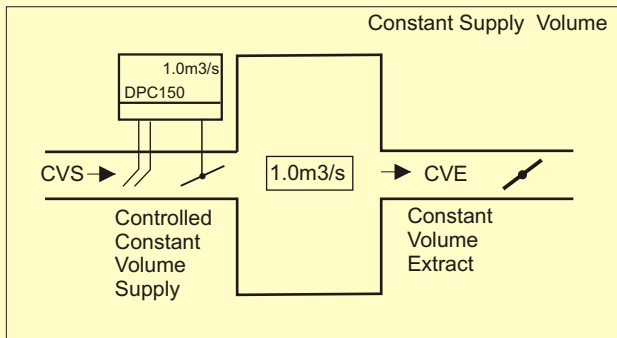 Constant Supply Volume
1.0m3/s
DPC150
CVS
1.0m3/s
CVE
Controlled
Constant
Volume
Supply
Constant
Volume
Extract